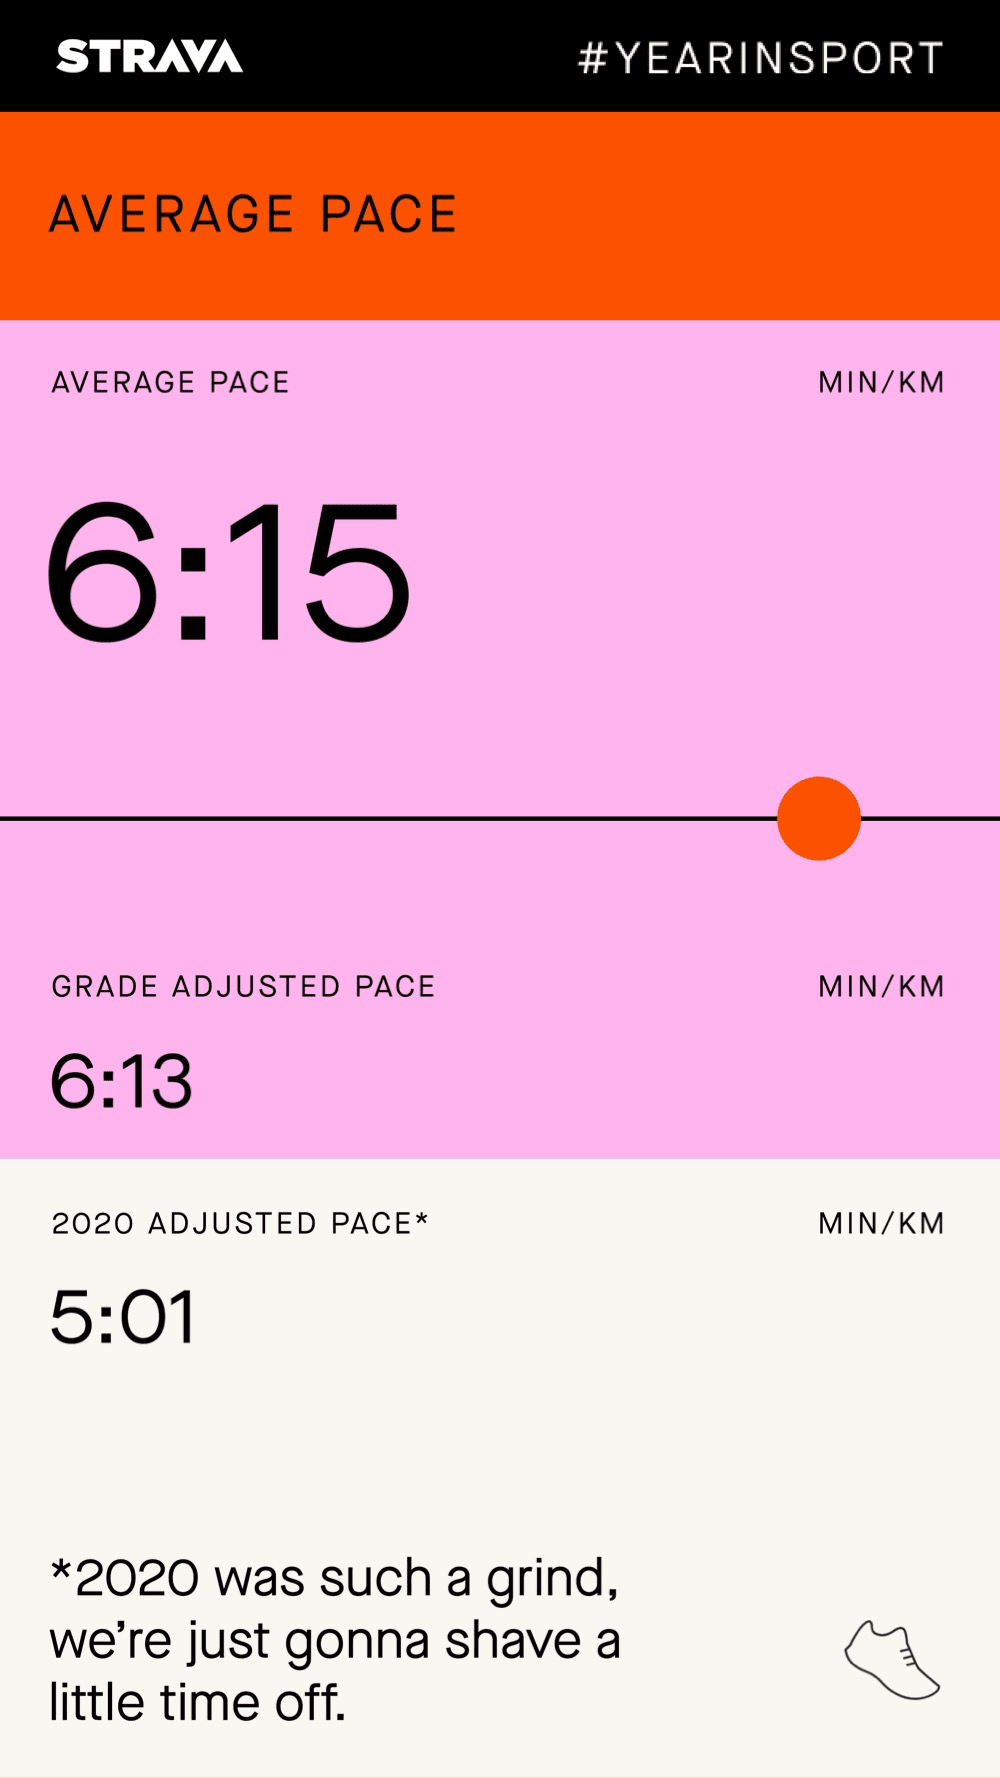 STRAVA #YEARINSPORT
AVERAGE PACE
AVERAGE PACE MIN/KM
6:15
GRADE ADJUSTED PACE MIN/KM
6:13
2020 ADJUSTED PACE* MIN/KM
5:01
*2020 was such a grind,
we’re just gonna shave a
little time off.